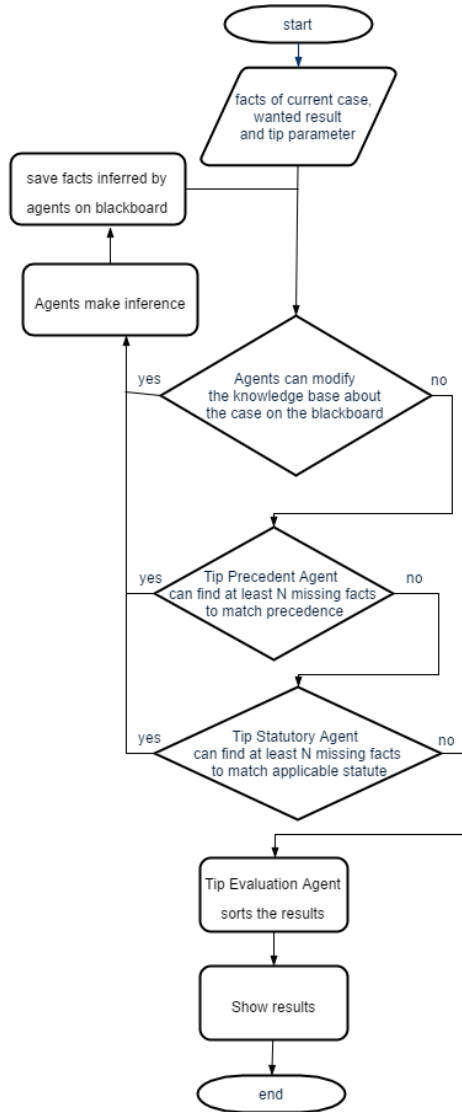 start
facts of current case,
wanted result
and tip parameter
save facts inferred by
agents on blackboard
Agents make inference
yes
Agents can modify
the knowledge base about
the case on the blackboard
no
yes
Tip Precedent Agent
can find at least N missing facts
to match precedence
no
yes
Tip Statutory Agent
can find at least N missing facts
to match applicable statute
no
Tip Evaluation Agent
sorts the results
Show results
end